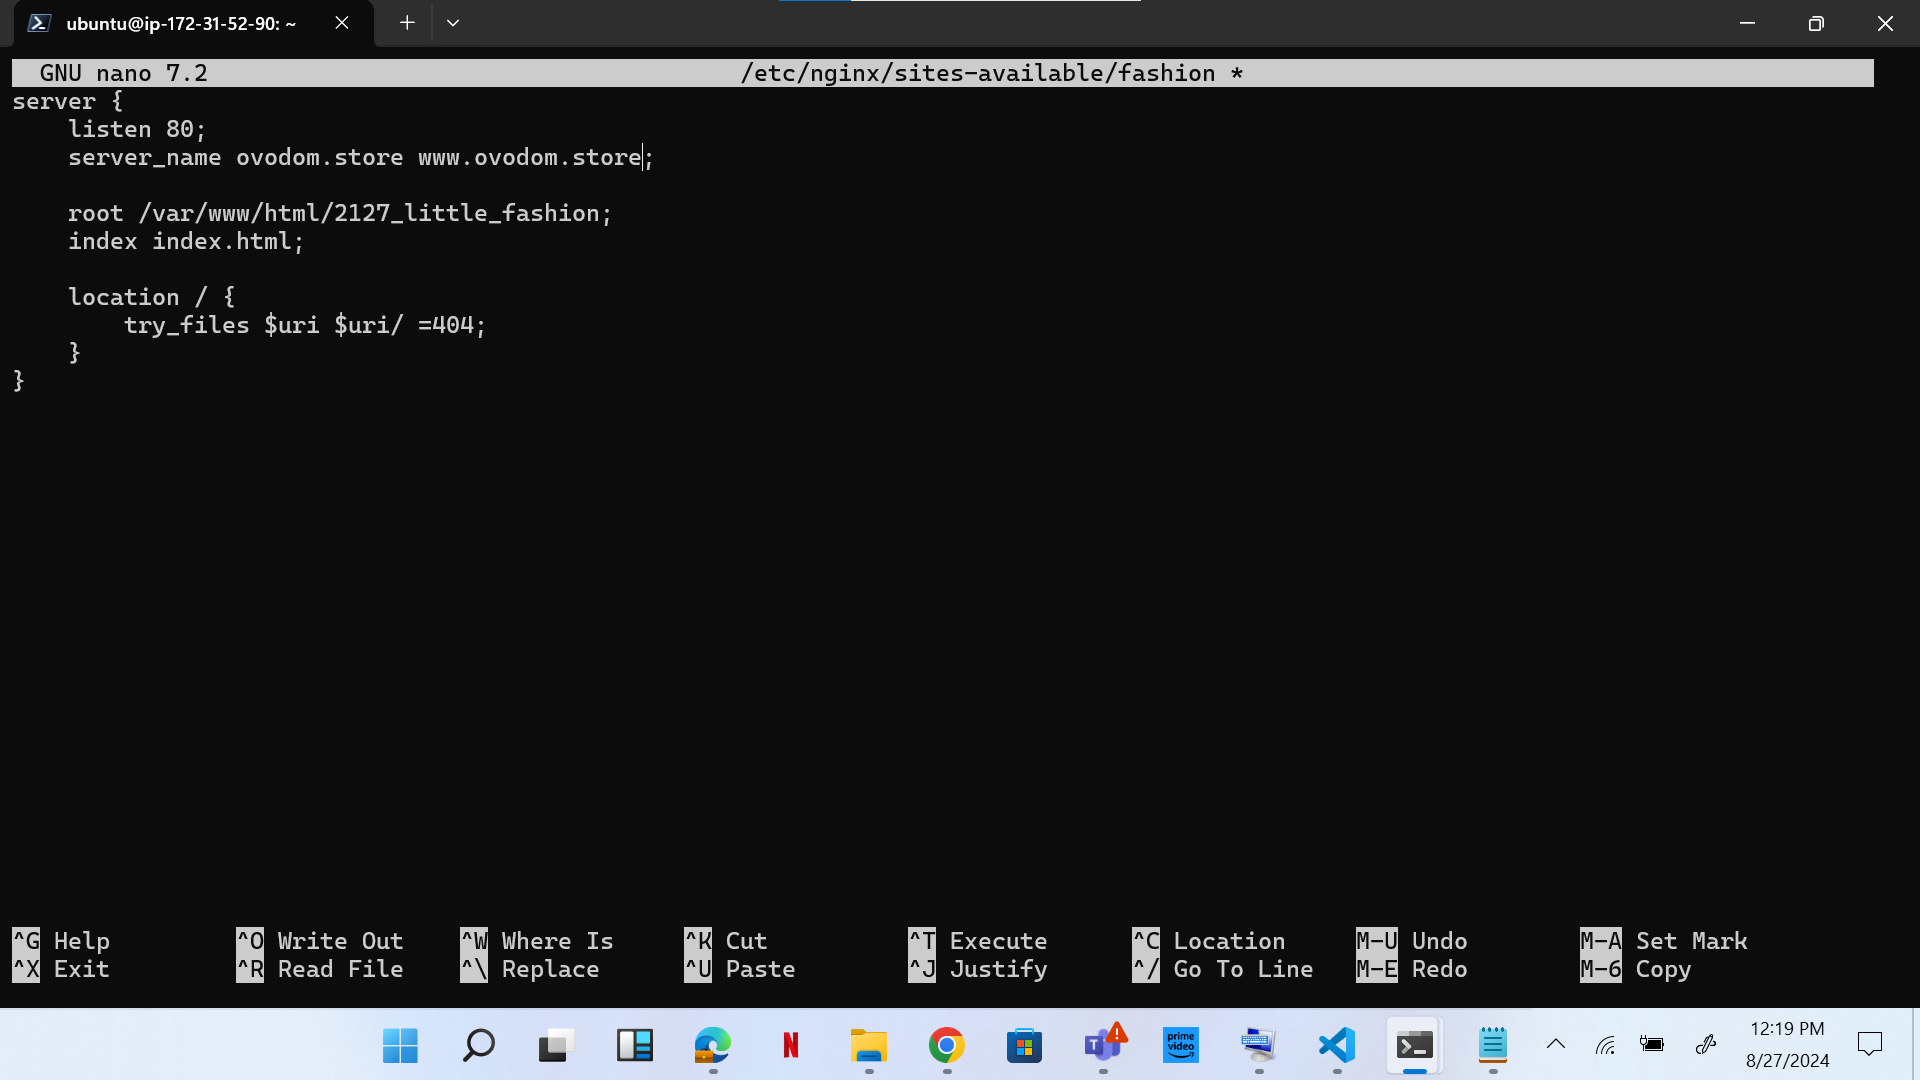 ubuntu@ip-172-31-52-90: ~
GNU nano 7.2 /etc/nginx/sites-available/fashion *
server {
listen 80;
server_name ovodom.store www.ovodom.store;
root /var/www/html/2127_little_fashion;
index index.html;
location / {
try_files $uri $uri/ =404;
}
}
^G Help ^O Write Out ^W Where Is ^K Cut ^T Execute ^C Location M-U Undo M-A Set Mark
^X Exit ^R Read File ^\ Replace ^U Paste ^J Justify ^/ Go To Line M-E Redo M-6 Copy
N
T
prime video
12:19 PM
8/27/2024